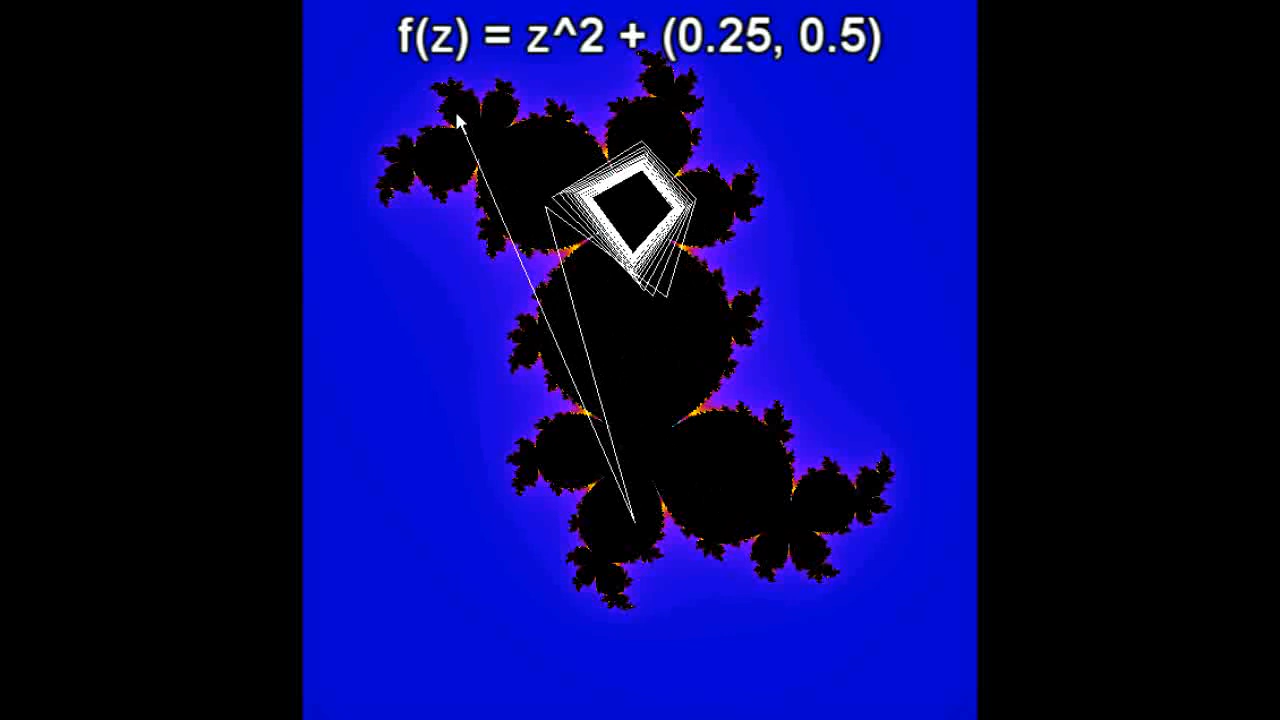 f(z) = z^2 + (0.25, 0.5)